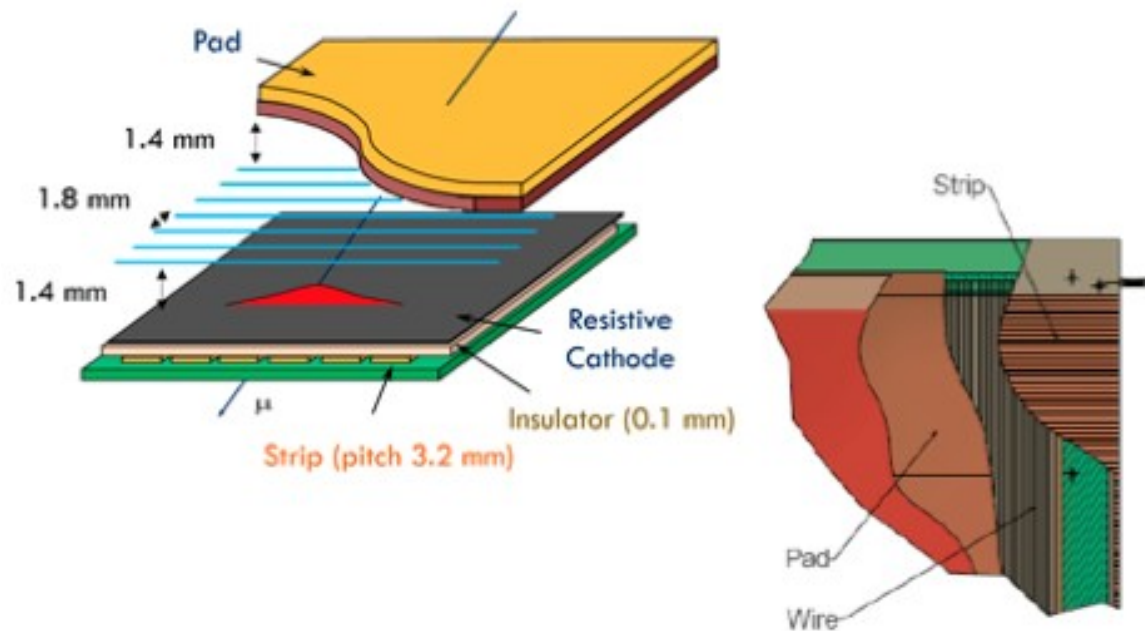 Pad
1.4 mm
1.8 mm
1.4 mm
Resistive
Cathode
μ
Insulator (0.1 mm)
Strip (pitch 3.2 mm)
Strip
Pad
Wire